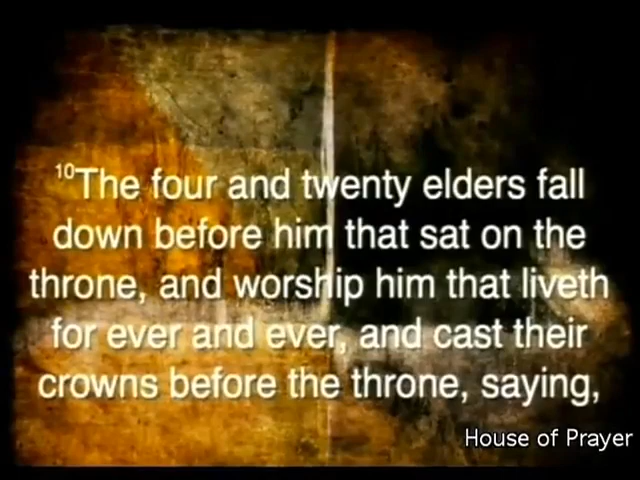 10The four and twenty elders fall
down before him that sat on the
throne, and worship him that liveth
for ever and ever, and cast their
crowns before the throne, saying,
House of Prayer